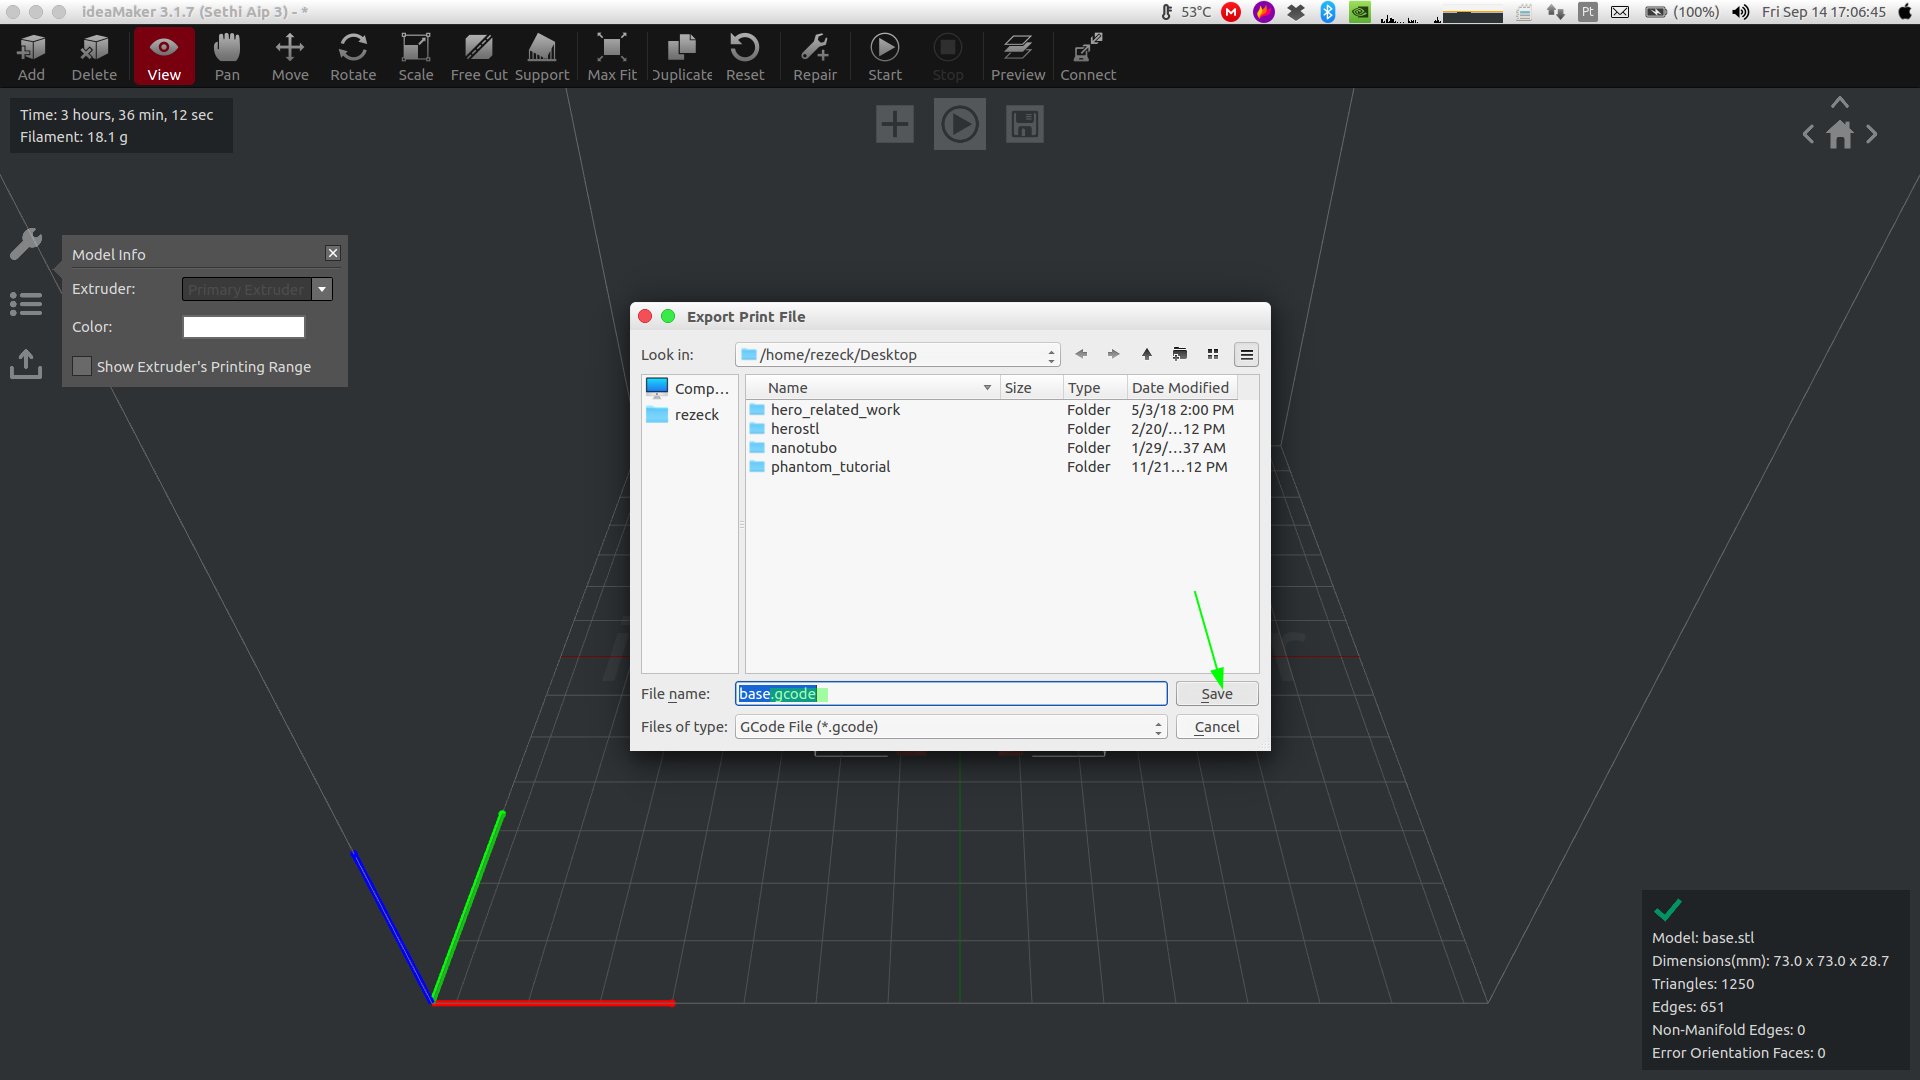 ideaMaker 3.1.7 (Sethi Aip 3) - *
53°C
M
Pt
(100%)
Fri Sep 14 17:06:45
Add
Delete
View
Pan
Move
Rotate
Scale
Free Cut
Support
Max Fit
Duplicate
Reset
Repair
Start
Stop
Preview
Connect
Time: 3 hours, 36 min, 12 sec
Filament: 18.1 g
Model Info
Extruder:
Primary Extruder
Color:
Show Extruder's Printing Range
Export Print File
Look in:
/home/rezeck/Desktop
Comp...
rezeck
Name Size Type Date Modified
hero_related_work Folder 5/3/18 2:00 PM
herostl Folder 2/20/...12 PM
nanotubo Folder 1/29/...37 AM
phantom_tutorial Folder 11/21...12 PM
File name:
base.gcode
Save
Files of type:
GCode File (*.gcode)
Cancel
Model: base.stl
Dimensions(mm): 73.0 x 73.0 x 28.7
Triangles: 1250
Edges: 651
Non-Manifold Edges: 0
Error Orientation Faces: 0